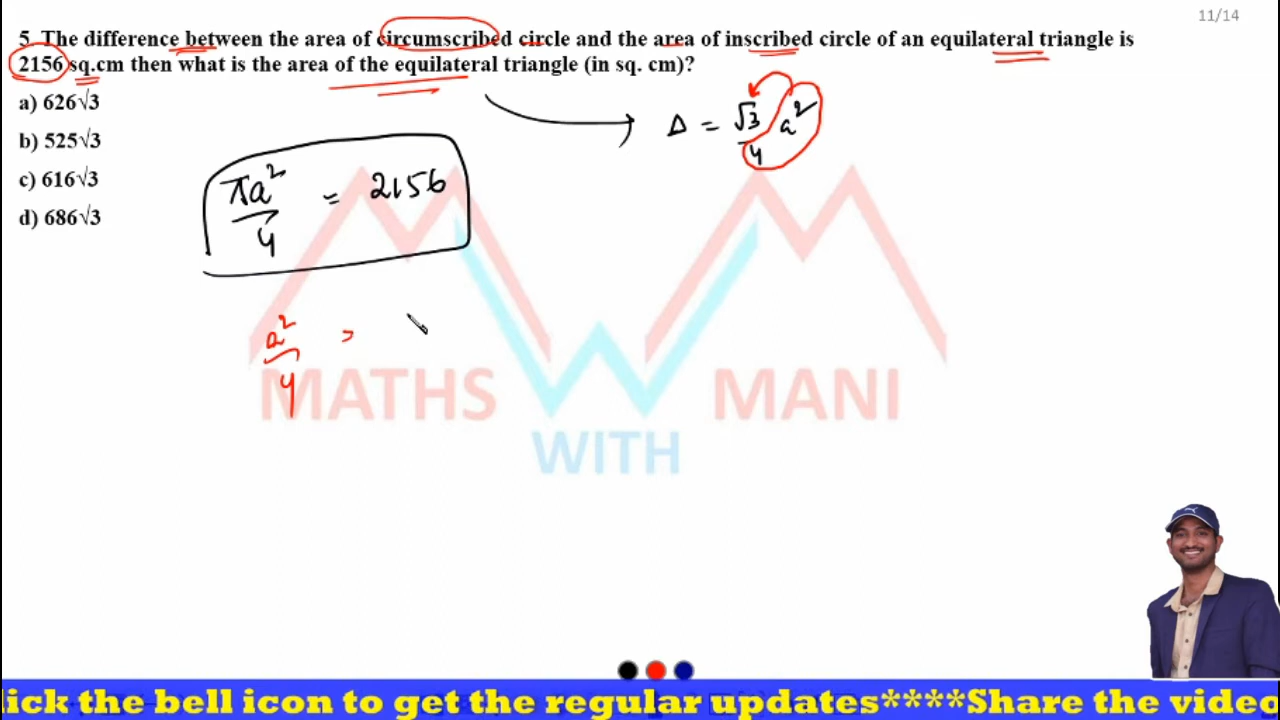 11/14
5. The difference between the area of circumscribed circle and the area of inscribed circle of an equilateral triangle is
2156 sq.cm then what is the area of the equilateral triangle (in sq. cm)?
a) 626√3
b) 525√3
c) 616√3
d) 686√3
Δ = √3/4 a²
πa²/4 = 2156
a²/4 =
MATHS
WITH
MANI
lick the bell icon to get the regular updates****Share the video